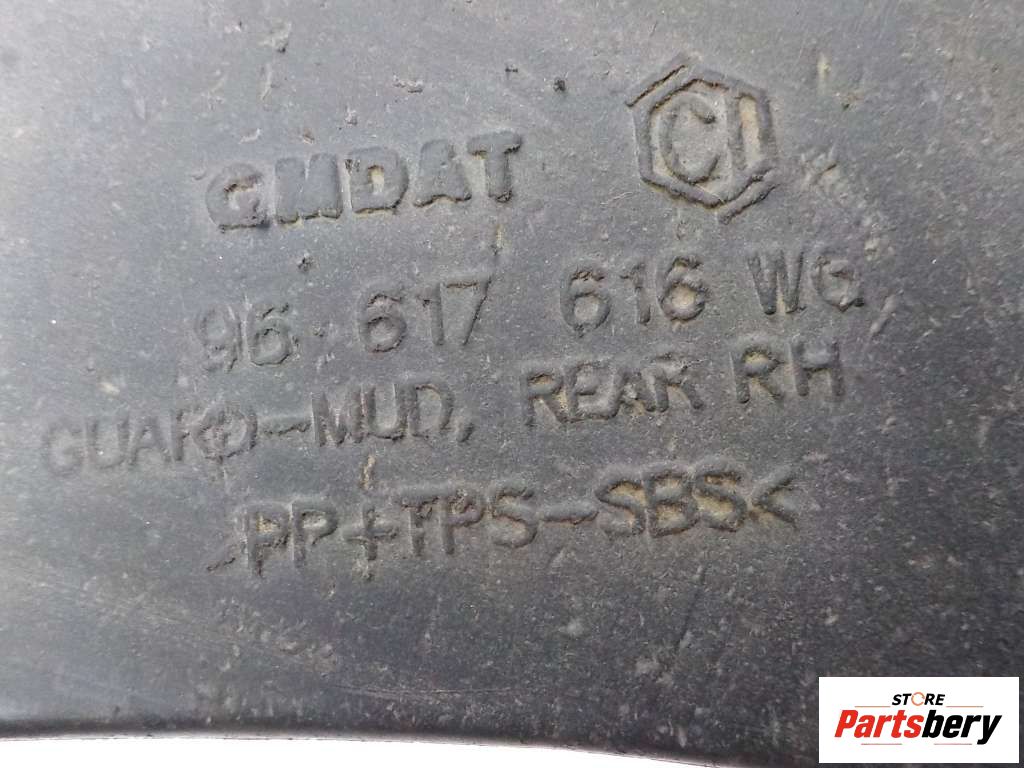 GMDAT CI
96 617 616 WG
GUARD-MUD, REAR RH
>PP+TPS-SBS<
STORE
Partsbery